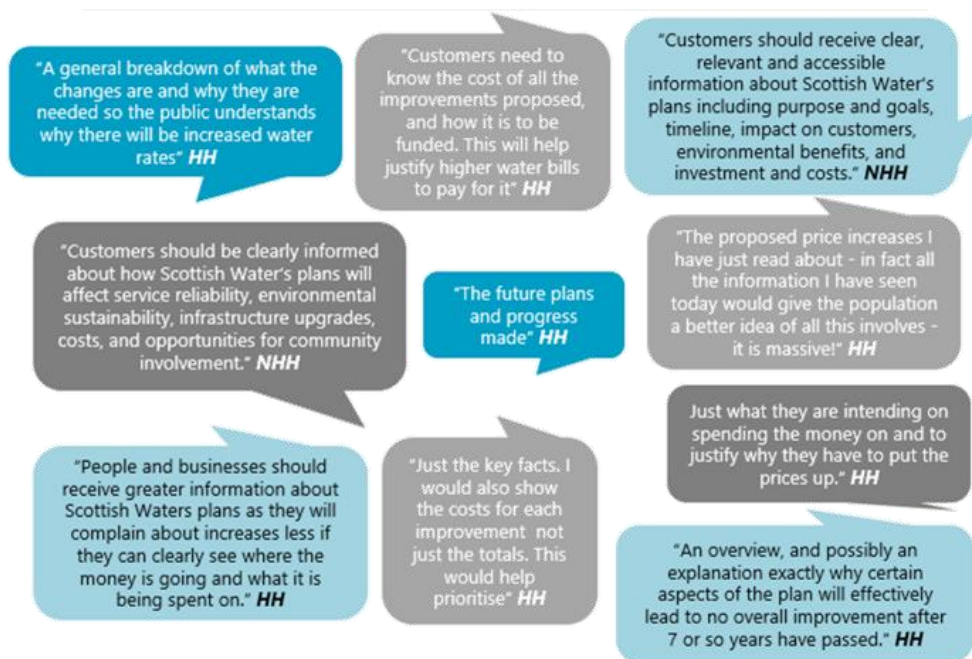 "A general breakdown of what the
changes are and why they are
needed so the public understands
why there will be increased water
rates" HH
"Customers need to
know the cost of all the
improvements proposed,
and how it is to be
funded. This will help
justify higher water bills
to pay for it" HH
"Customers should receive clear,
relevant and accessible
information about Scottish Water's
plans including purpose and goals,
timeline, impact on customers,
environmental benefits, and
investment and costs." NHH
"Customers should be clearly informed
about how Scottish Water's plans will
affect service reliability, environmental
sustainability, infrastructure upgrades,
costs, and opportunities for community
involvement." NHH
"The future plans
and progress
made" HH
"The proposed price increases I
have just read about - in fact all
the information I have seen
today would give the population
a better idea of all this involves -
it is massive!" HH
Just what they are intending on
spending the money on and to
justify why they have to put the
prices up." HH
"People and businesses should
receive greater information about
Scottish Waters plans as they will
complain about increases less if
they can clearly see where the
money is going and what it is
being spent on." HH
"Just the key facts. I
would also show
the costs for each
improvement not
just the totals. This
would help
prioritise" HH
"An overview, and possibly an
explanation exactly why certain
aspects of the plan will effectively
lead to no overall improvement after
7 or so years have passed." HH